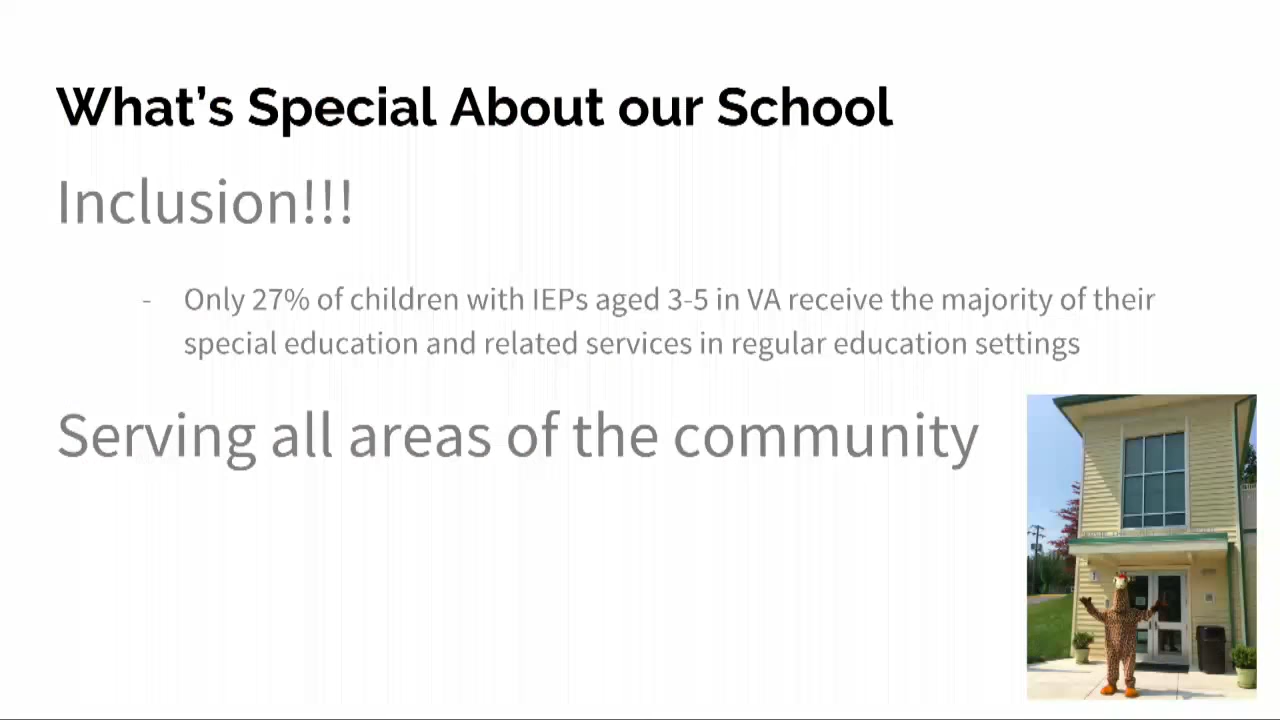 What’s Special About our School
Inclusion!!!
- Only 27% of children with IEPs aged 3-5 in VA receive the majority of their
special education and related services in regular education settings
Serving all areas of the community